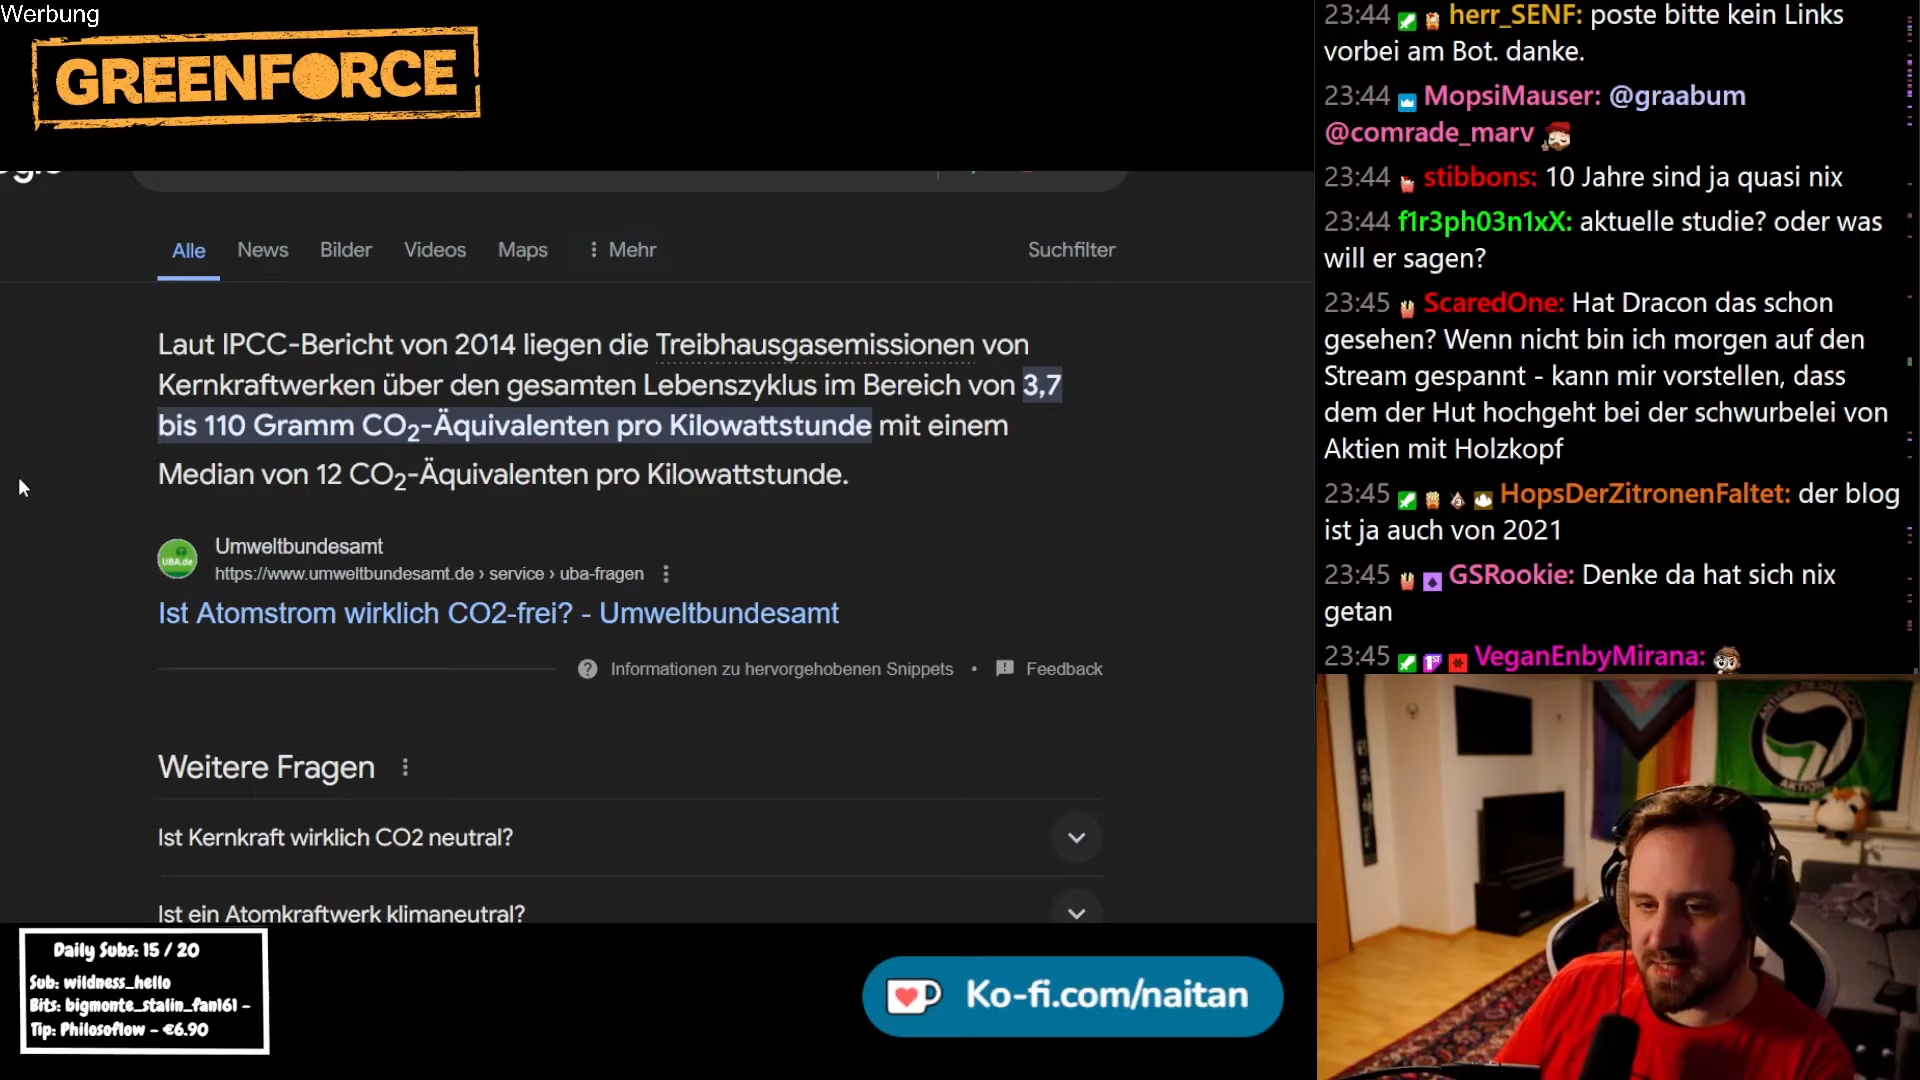 Werbung
GREENFORCE
Alle News Bilder Videos Maps Mehr Suchfilter
Laut IPCC-Bericht von 2014 liegen die Treibhausgasemissionen von
Kernkraftwerken über den gesamten Lebenszyklus im Bereich von 3,7
bis 110 Gramm CO₂-Äquivalenten pro Kilowattstunde mit einem
Median von 12 CO₂-Äquivalenten pro Kilowattstunde.
Umweltbundesamt
https://www.umweltbundesamt.de › service › uba-fragen
UBA.de
Ist Atomstrom wirklich CO2-frei? - Umweltbundesamt
Informationen zu hervorgehobenen Snippets • Feedback
Weitere Fragen
Ist Kernkraft wirklich CO2 neutral?
Ist ein Atomkraftwerk klimaneutral?
Daily Subs: 15 / 20
Sub: wildness_hello
Bits: bigmonte_stalin_fan161 -
Tip: Philosoflow - €6.90
Ko-fi.com/naitan
23:44 herr_SENF: poste bitte kein Links
vorbei am Bot. danke.
23:44 MopsiMauser: @graabum
@comrade_marv
23:44 stibbons: 10 Jahre sind ja quasi nix
23:44 f1r3ph03n1xX: aktuelle studie? oder was
will er sagen?
23:45 ScaredOne: Hat Dracon das schon
gesehen? Wenn nicht bin ich morgen auf den
Stream gespannt - kann mir vorstellen, dass
dem der Hut hochgeht bei der schwurbelei von
Aktien mit Holzkopf
23:45 HopsDerZitronenFaltet: der blog
ist ja auch von 2021
23:45 GSRookie: Denke da hat sich nix
getan
23:45 VeganEnbyMirana:
AKTION